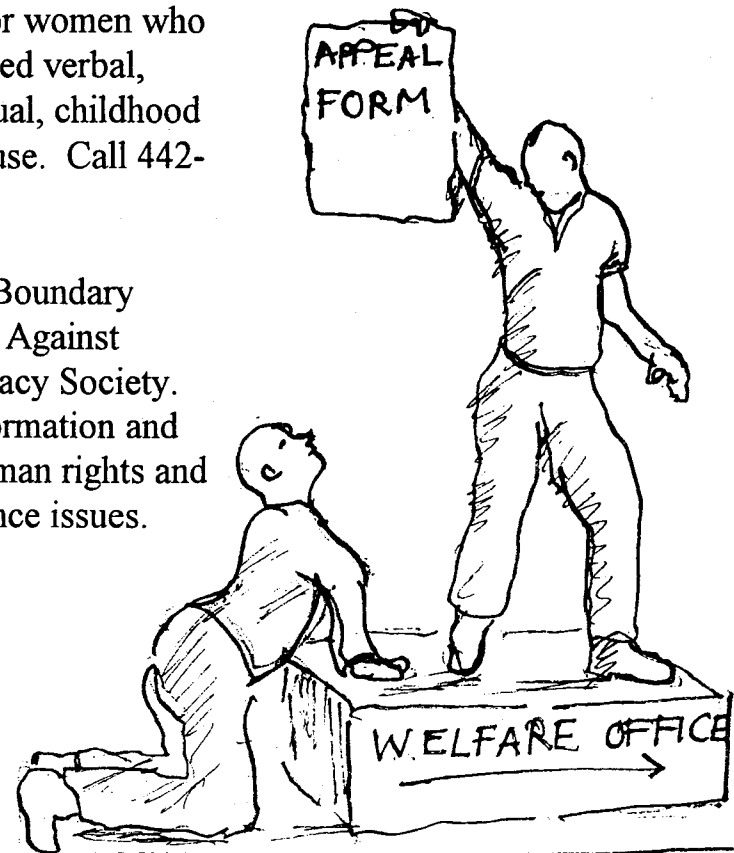 or women who
ed verbal,
ual, childhood
use. Call 442-
Boundary
Against
acy Society.
ormation and
man rights and
nce issues.
APPEAL
FORM
WELFARE OFFICE